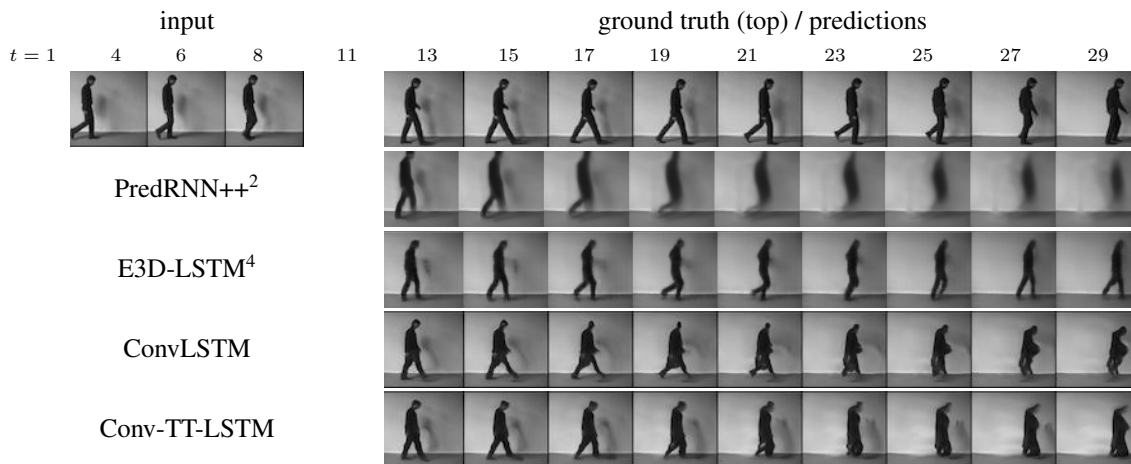 input ground truth (top) / predictions
t = 1 4 6 8 11 13 15 17 19 21 23 25 27 29
PredRNN++²
E3D-LSTM⁴
ConvLSTM
Conv-TT-LSTM